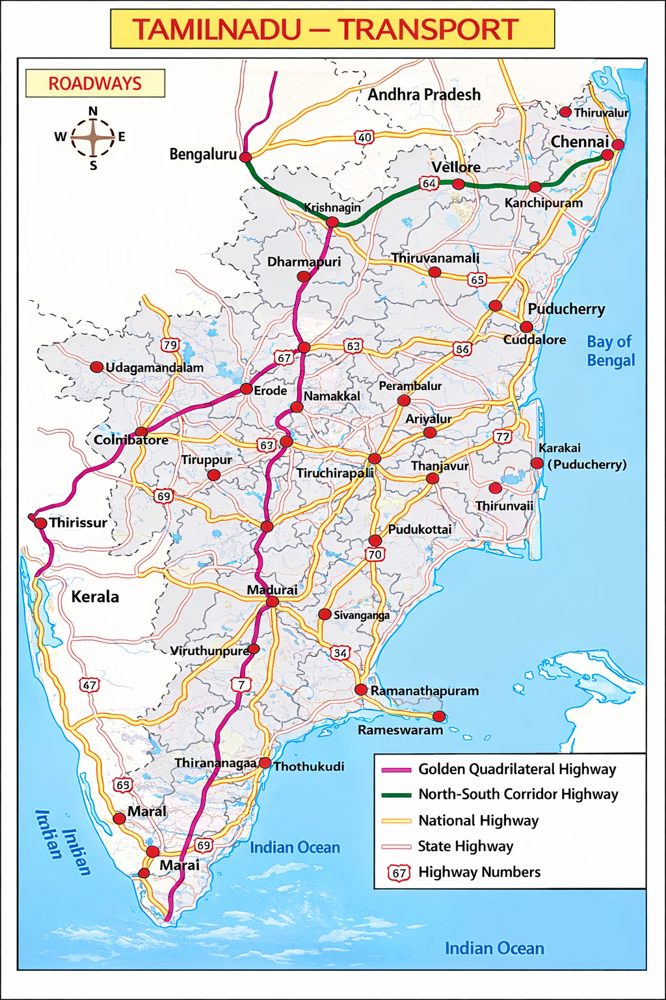 TAMILNADU – TRANSPORT
ROADWAYS
N
W E
S
Andhra Pradesh
Thiruvalur
40
Chennai
Bengaluru
Vellore
64
Kanchipuram
Krishnagin
Dharmapuri
Thiruvanamali
65
Puducherry
Cuddalore
Bay of
Bengal
79
67
63
86
Udagamandalam
Erode
Namakkal
Perambalur
Ariyalur
Colmbatore
63
77
Karakai
(Puducherry)
Tiruppur
Tiruchirapalli
Thanjavur
69
Thirunvaii
Thirissur
Pudukottai
70
Kerala
Madurai
Sivanganga
Viruthunpure
34
47
7
Ramanathapuram
Rameswaram
Thirananagaa
Thothukudi
69
Maral
69
Marai
Imhian
Imhian
Indian Ocean
Golden Quadrilateral Highway
North-South Corridor Highway
National Highway
State Highway
67 Highway Numbers
Indian Ocean